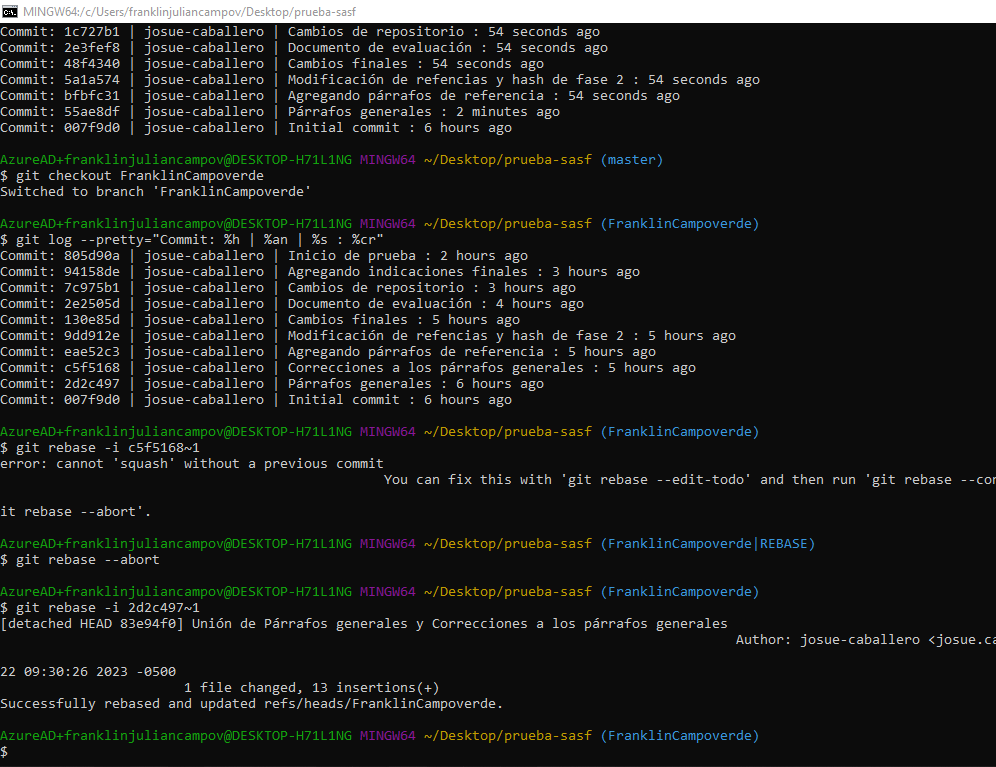 MINGW64:/c/Users/franklinjuliancampov/Desktop/prueba-sasf
Commit: 1c727b1 | josue-caballero | Cambios de repositorio : 54 seconds ago
Commit: 2e3fef8 | josue-caballero | Documento de evaluación : 54 seconds ago
Commit: 48f4340 | josue-caballero | Cambios finales : 54 seconds ago
Commit: 5a1a574 | josue-caballero | Modificación de refencias y hash de fase 2 : 54 seconds ago
Commit: bfbfc31 | josue-caballero | Agregando párrafos de referencia : 54 seconds ago
Commit: 55ae8df | josue-caballero | Párrafos generales : 2 minutes ago
Commit: 007f9d0 | josue-caballero | Initial commit : 6 hours ago
AzureAD+franklinjuliancampov@DESKTOP-H71L1NG MINGW64 ~/Desktop/prueba-sasf (master)
$ git checkout FranklinCampoverde
Switched to branch 'FranklinCampoverde'
AzureAD+franklinjuliancampov@DESKTOP-H71L1NG MINGW64 ~/Desktop/prueba-sasf (FranklinCampoverde)
$ git log --pretty="Commit: %h | %an | %s : %cr"
Commit: 805d90a | josue-caballero | Inicio de prueba : 2 hours ago
Commit: 94158de | josue-caballero | Agregando indicaciones finales : 3 hours ago
Commit: 7c975b1 | josue-caballero | Cambios de repositorio : 3 hours ago
Commit: 2e2505d | josue-caballero | Documento de evaluación : 4 hours ago
Commit: 130e85d | josue-caballero | Cambios finales : 5 hours ago
Commit: 9dd912e | josue-caballero | Modificación de refencias y hash de fase 2 : 5 hours ago
Commit: eae52c3 | josue-caballero | Agregando párrafos de referencia : 5 hours ago
Commit: c5f5168 | josue-caballero | Correcciones a los párrafos generales : 5 hours ago
Commit: 2d2c497 | josue-caballero | Párrafos generales : 6 hours ago
Commit: 007f9d0 | josue-caballero | Initial commit : 6 hours ago
AzureAD+franklinjuliancampov@DESKTOP-H71L1NG MINGW64 ~/Desktop/prueba-sasf (FranklinCampoverde)
$ git rebase -i c5f5168~1
error: cannot 'squash' without a previous commit
You can fix this with 'git rebase --edit-todo' and then run 'git rebase --con
it rebase --abort'.
AzureAD+franklinjuliancampov@DESKTOP-H71L1NG MINGW64 ~/Desktop/prueba-sasf (FranklinCampoverde|REBASE)
$ git rebase --abort
AzureAD+franklinjuliancampov@DESKTOP-H71L1NG MINGW64 ~/Desktop/prueba-sasf (FranklinCampoverde)
$ git rebase -i 2d2c497~1
[detached HEAD 83e94f0] Unión de Párrafos generales y Correcciones a los párrafos generales
Author: josue-caballero <josue.ca
22 09:30:26 2023 -0500
1 file changed, 13 insertions(+)
Successfully rebased and updated refs/heads/FranklinCampoverde.
AzureAD+franklinjuliancampov@DESKTOP-H71L1NG MINGW64 ~/Desktop/prueba-sasf (FranklinCampoverde)
$